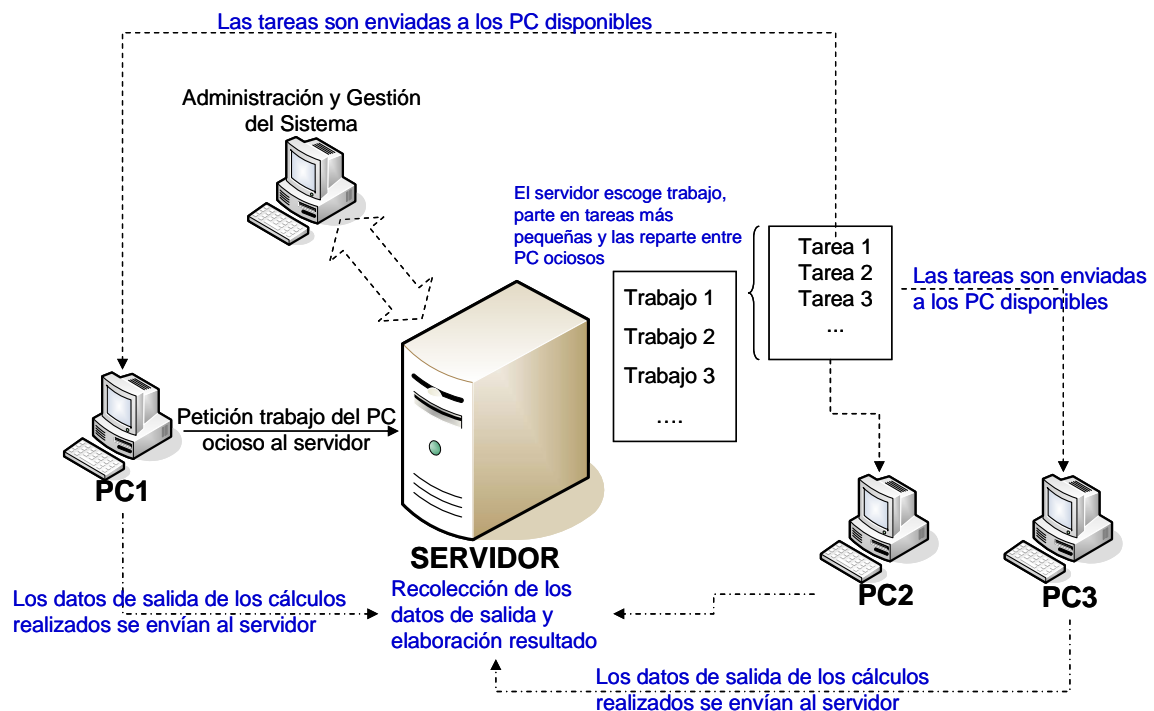 Las tareas son enviadas a los PC disponibles
Administración y Gestión
del Sistema
El servidor escoge trabajo,
parte en tareas más
pequeñas y las reparte entre
PC ociosos
Tarea 1
Tarea 2
Tarea 3
...
Las tareas son enviadas
a los PC disponibles
Trabajo 1
Trabajo 2
Trabajo 3
....
Petición trabajo del PC
ocioso al servidor
PC1
SERVIDOR
Recolección de los
datos de salida y
elaboración resultado
PC2
PC3
Los datos de salida de los cálculos
realizados se envían al servidor
Los datos de salida de los cálculos
realizados se envían al servidor